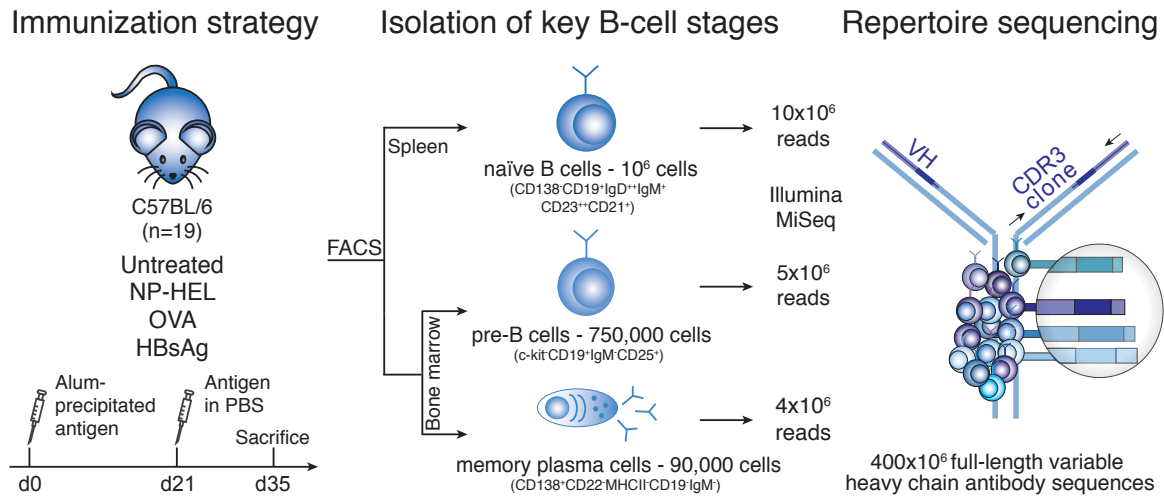 Immunization strategy
C57BL/6
(n=19)
Untreated
NP-HEL
OVA
HBsAg
Alum-
precipitated
antigen
Antigen
in PBS
Sacrifice
d0
d21
d35
Isolation of key B-cell stages
FACS
Spleen
Bone marrow
naïve B cells - 10⁶ cells
(CD138⁻CD19⁺IgD⁺⁺IgM⁺
CD23⁺⁺CD21⁺)
pre-B cells - 750,000 cells
(c-kit⁻CD19⁺IgM⁻CD25⁺)
memory plasma cells - 90,000 cells
(CD138⁺CD22⁻MHCII⁻CD19⁻IgM⁻)
10x10⁶
reads
Illumina
MiSeq
5x10⁶
reads
4x10⁶
reads
Repertoire sequencing
VH
CDR3
clone
400x10⁶ full-length variable
heavy chain antibody sequences